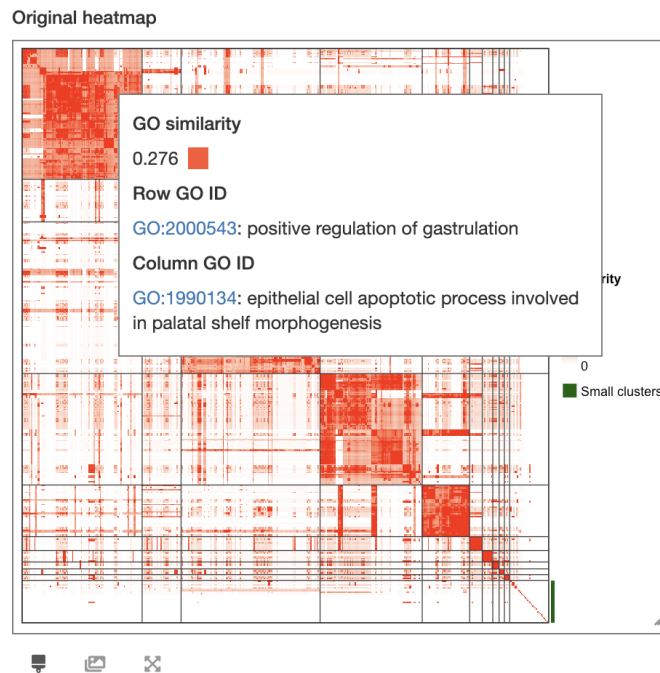 Original heatmap
GO similarity
0.276
Row GO ID
GO:2000543: positive regulation of gastrulation
Column GO ID
GO:1990134: epithelial cell apoptotic process involved
in palatal shelf morphogenesis
rity
0
Small clusters